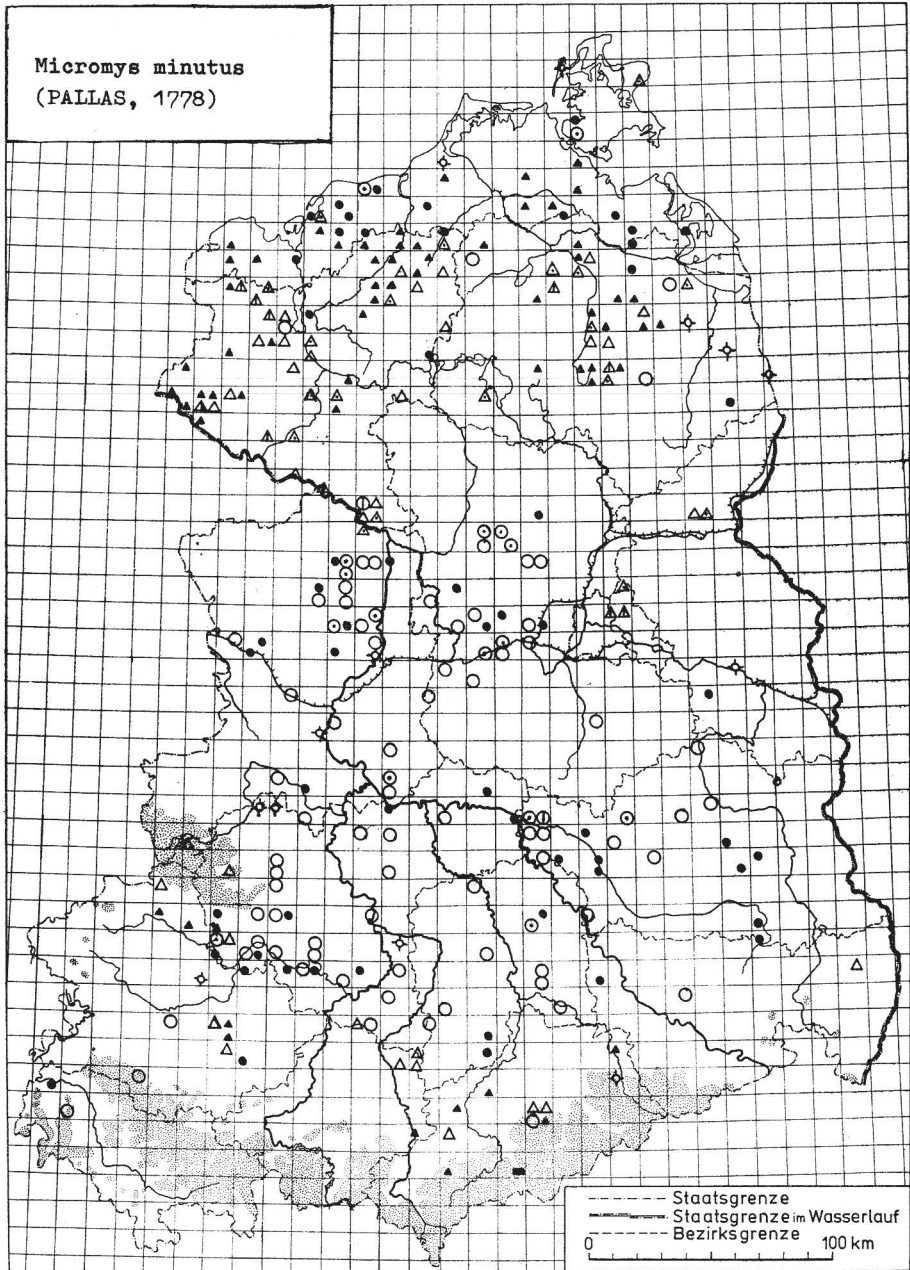 Micromys minutus
(PALLAS, 1778)
Staatsgrenze
Staatsgrenze im Wasserlauf
Bezirksgrenze
0 100 km